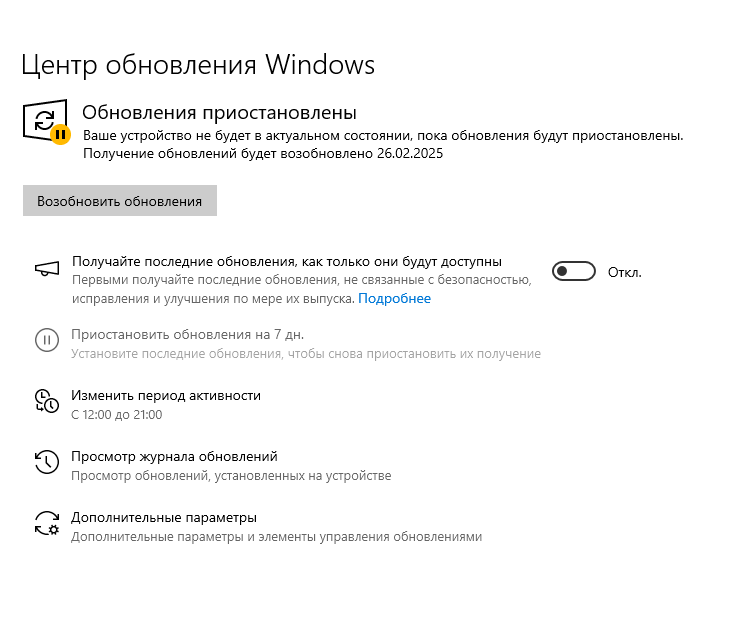 Центр обновления Windows
Обновления приостановлены
Ваше устройство не будет в актуальном состоянии, пока обновления будут приостановлены.
Получение обновлений будет возобновлено 26.02.2025
Возобновить обновления
Получайте последние обновления, как только они будут доступны
Первыми получайте последние обновления, не связанные с безопасностью,
исправления и улучшения по мере их выпуска. Подробнее
Откл.
Приостановить обновления на 7 дн.
Установите последние обновления, чтобы снова приостановить их получение
Изменить период активности
С 12:00 до 21:00
Просмотр журнала обновлений
Просмотр обновлений, установленных на устройстве
Дополнительные параметры
Дополнительные параметры и элементы управления обновлениями